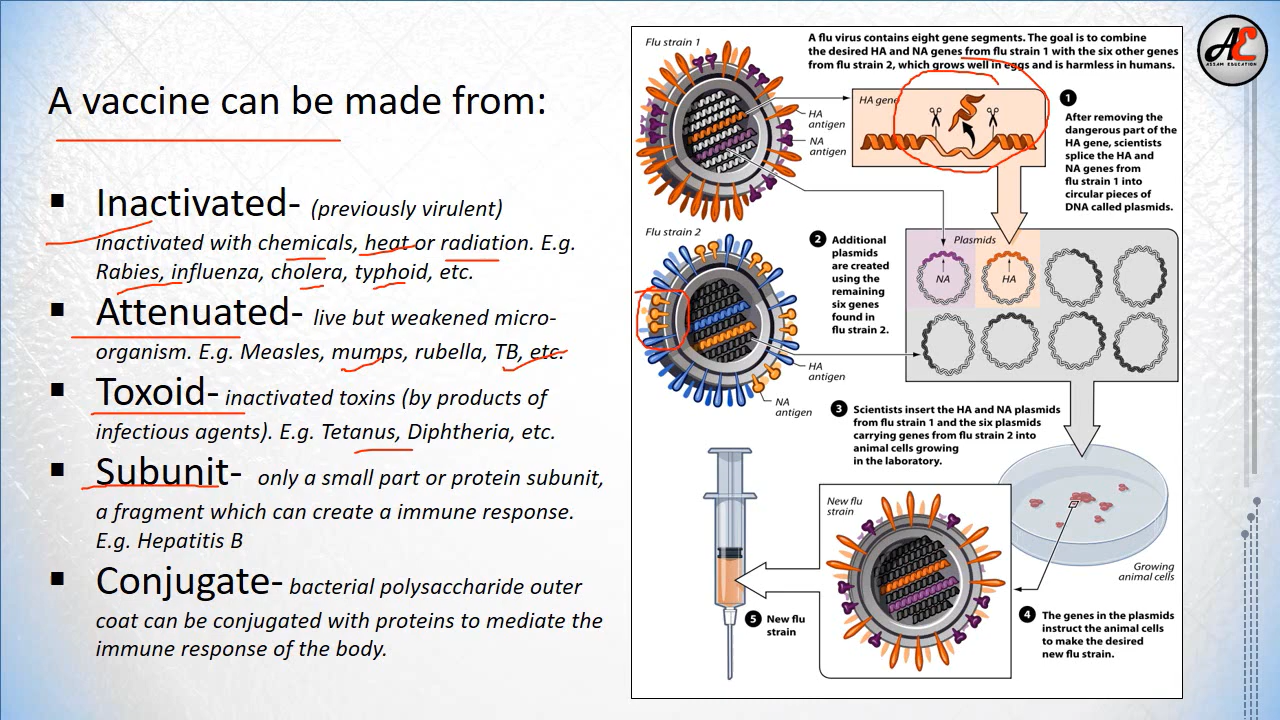 A vaccine can be made from:
▪ Inactivated- (previously virulent)
inactivated with chemicals, heat or radiation. E.g.
Rabies, influenza, cholera, typhoid, etc.
▪ Attenuated- live but weakened micro-
organism. E.g. Measles, mumps, rubella, TB, etc.
▪ Toxoid- inactivated toxins (by products of
infectious agents). E.g. Tetanus, Diphtheria, etc.
▪ Subunit- only a small part or protein subunit,
a fragment which can create a immune response.
E.g. Hepatitis B
▪ Conjugate- bacterial polysaccharide outer
coat can be conjugated with proteins to mediate the
immune response of the body.
Flu strain 1
A flu virus contains eight gene segments. The goal is to combine
the desired HA and NA genes from flu strain 1 with the six other genes
from flu strain 2, which grows well in eggs and is harmless in humans.
HA gene
HA
antigen
NA
antigen
1
After removing the
dangerous part of the
HA gene, scientists
splice the HA and
NA genes from
flu strain 1 into
circular pieces of
DNA called plasmids.
Flu strain 2
2 Additional
plasmids
are created
using the
remaining
six genes
found in
flu strain 2.
Plasmids
NA
HA
HA
antigen
NA
antigen
3 Scientists insert the HA and NA plasmids
from flu strain 1 and the six plasmids
carrying genes from flu strain 2 into
animal cells growing
in the laboratory.
New flu
strain
Growing
animal cells
4 The genes in the plasmids
instruct the animal cells
to make the desired
new flu strain.
5 New flu
strain
AE
ASSAM EDUCATION